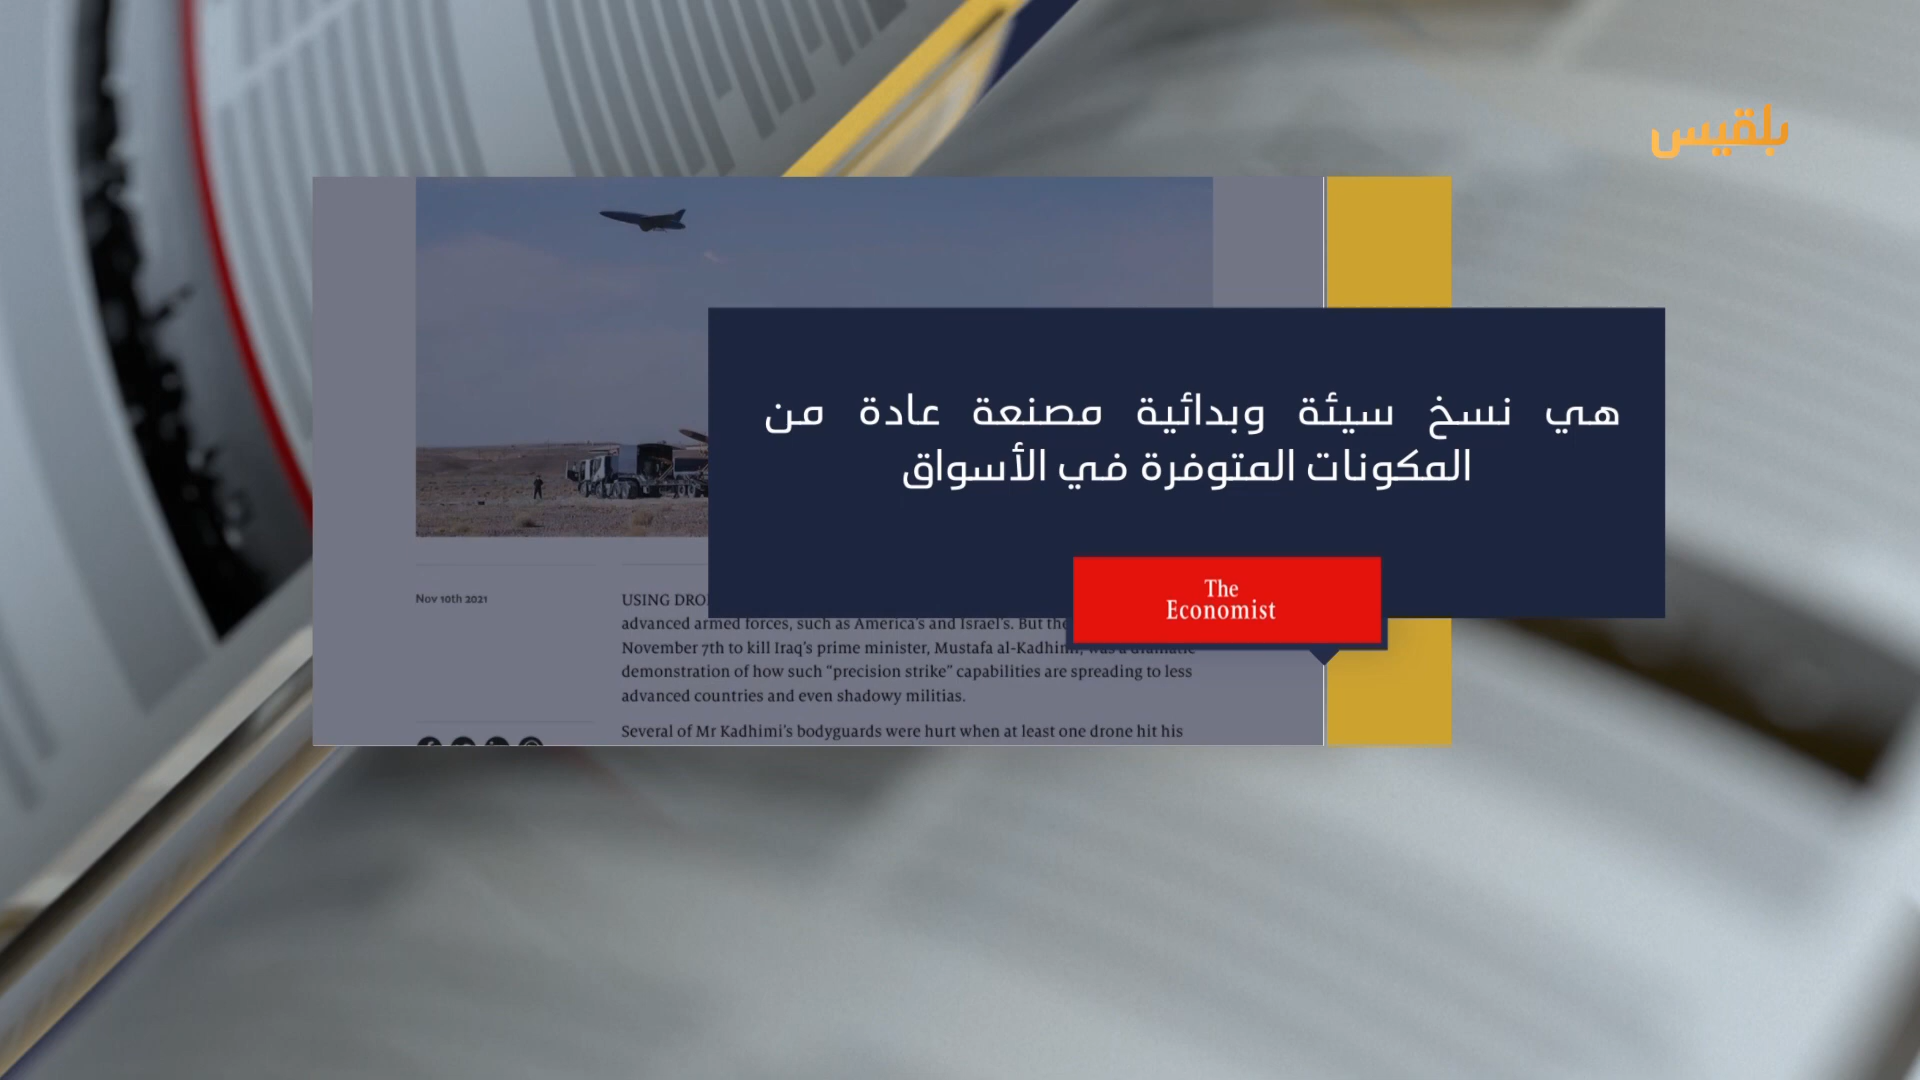 بلقيس
هي نسخ سيئة وبدائية مصنعة عادة من
المكونات المتوفرة في الأسواق
The
Economist
Nov 10th 2021
USING
advanced armed forces, such as America's and Israel's. But the
November 7th to kill Iraq's prime minister, Mustafa al-Kadhimi, was a dramatic
demonstration of how such "precision strike" capabilities are spreading to less
advanced countries and even shadowy militias.
Several of Mr Kadhimi's bodyguards were hurt when at least one drone hit his